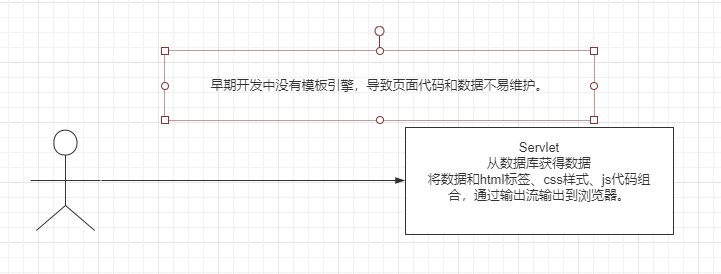 早期开发中没有模板引擎，导致页面代码和数据不易维护。
Servlet
从数据库获得数据
将数据和html标签、css样式、js代码组
合，通过输出流输出到浏览器。